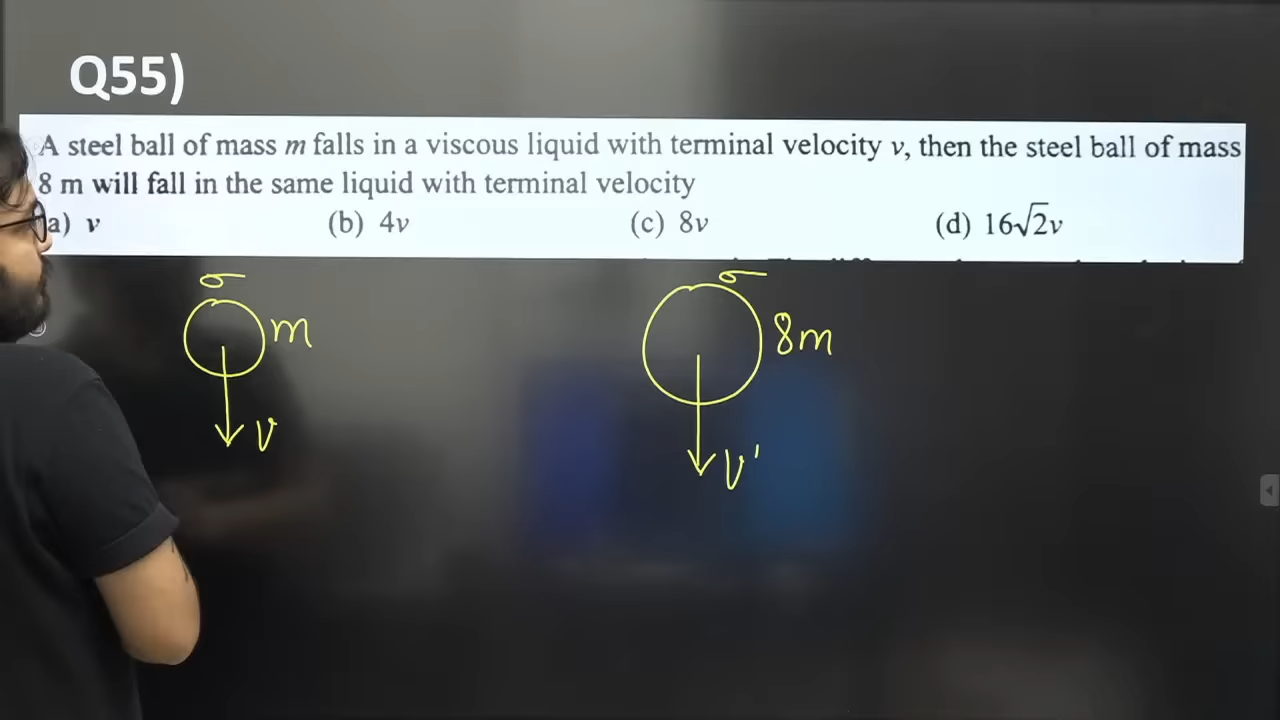 Q55)
A steel ball of mass m falls in a viscous liquid with terminal velocity v, then the steel ball of mass
8 m will fall in the same liquid with terminal velocity
a) v (b) 4v (c) 8v (d) 16√2v
σ σ
m 8m
v v'